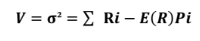 V = σ² = ∑ Ri − E(R)Pi